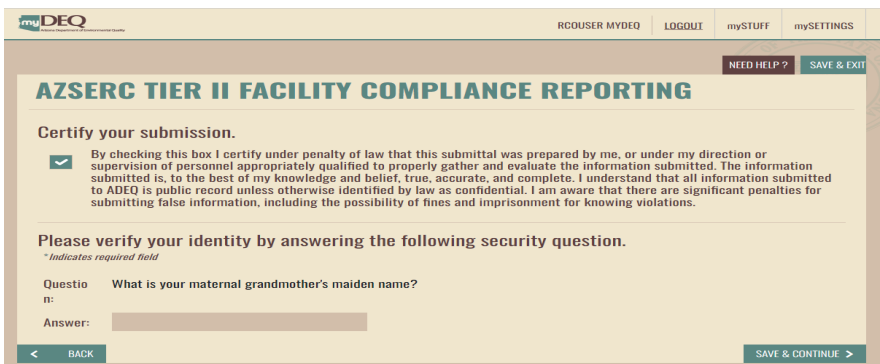 myDEQ
Arizona Department of Environmental Quality
RCOUSER MYDEQ
LOGOUT
mySTUFF
mySETTINGS
NEED HELP ?
SAVE & EXIT
AZSERC TIER II FACILITY COMPLIANCE REPORTING
Certify your submission.
By checking this box I certify under penalty of law that this submittal was prepared by me, or under my direction or
supervision of personnel appropriately qualified to properly gather and evaluate the information submitted. The information
submitted is, to the best of my knowledge and belief, true, accurate, and complete. I understand that all information submitted
to ADEQ is public record unless otherwise identified by law as confidential. I am aware that there are significant penalties for
submitting false information, including the possibility of fines and imprisonment for knowing violations.
Please verify your identity by answering the following security question.
* Indicates required field
Questio
n:
What is your maternal grandmother's maiden name?
Answer:
< BACK
SAVE & CONTINUE >